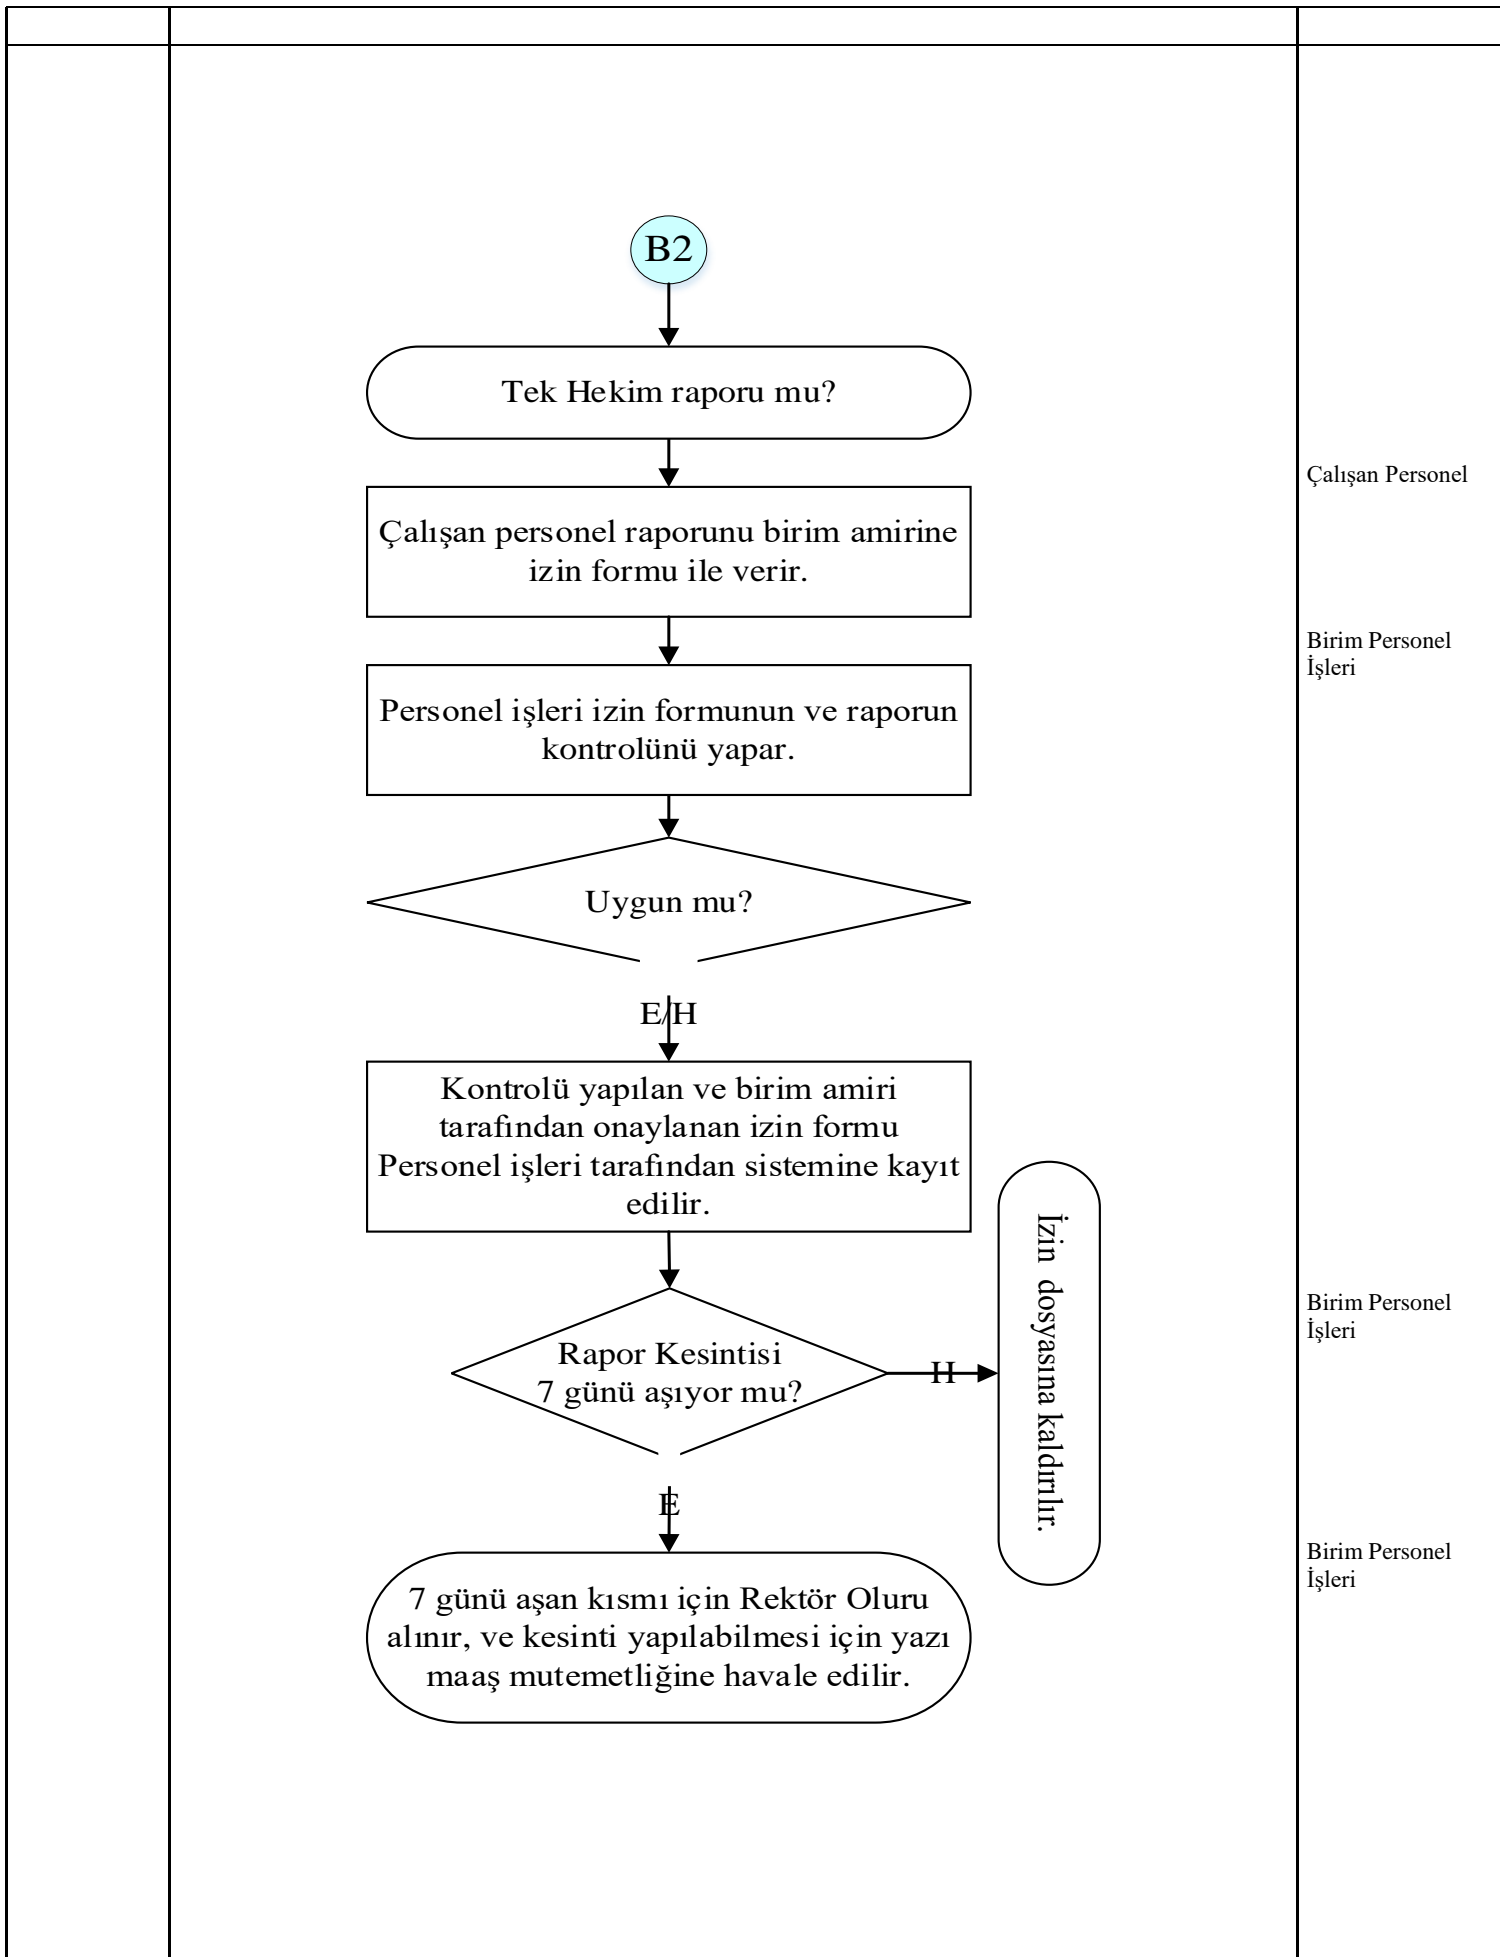 B2
Tek Hekim raporu mu?
Çalışan Personel
Çalışan personel raporunu birim amirine
izin formu ile verir.
Birim Personel
İşleri
Personel işleri izin formunun ve raporun
kontrolünü yapar.
Uygun mu?
E/H
Kontrolü yapılan ve birim amiri
tarafından onaylanan izin formu
Personel işleri tarafından sistemine kayıt
edilir.
İzin dosyasına kaldırılır.
Birim Personel
İşleri
Rapor Kesintisi
7 günü aşıyor mu?
H
E
Birim Personel
İşleri
7 günü aşan kısmı için Rektör Oluru
alınır, ve kesinti yapılabilmesi için yazı
maaş mutemetliğine havale edilir.